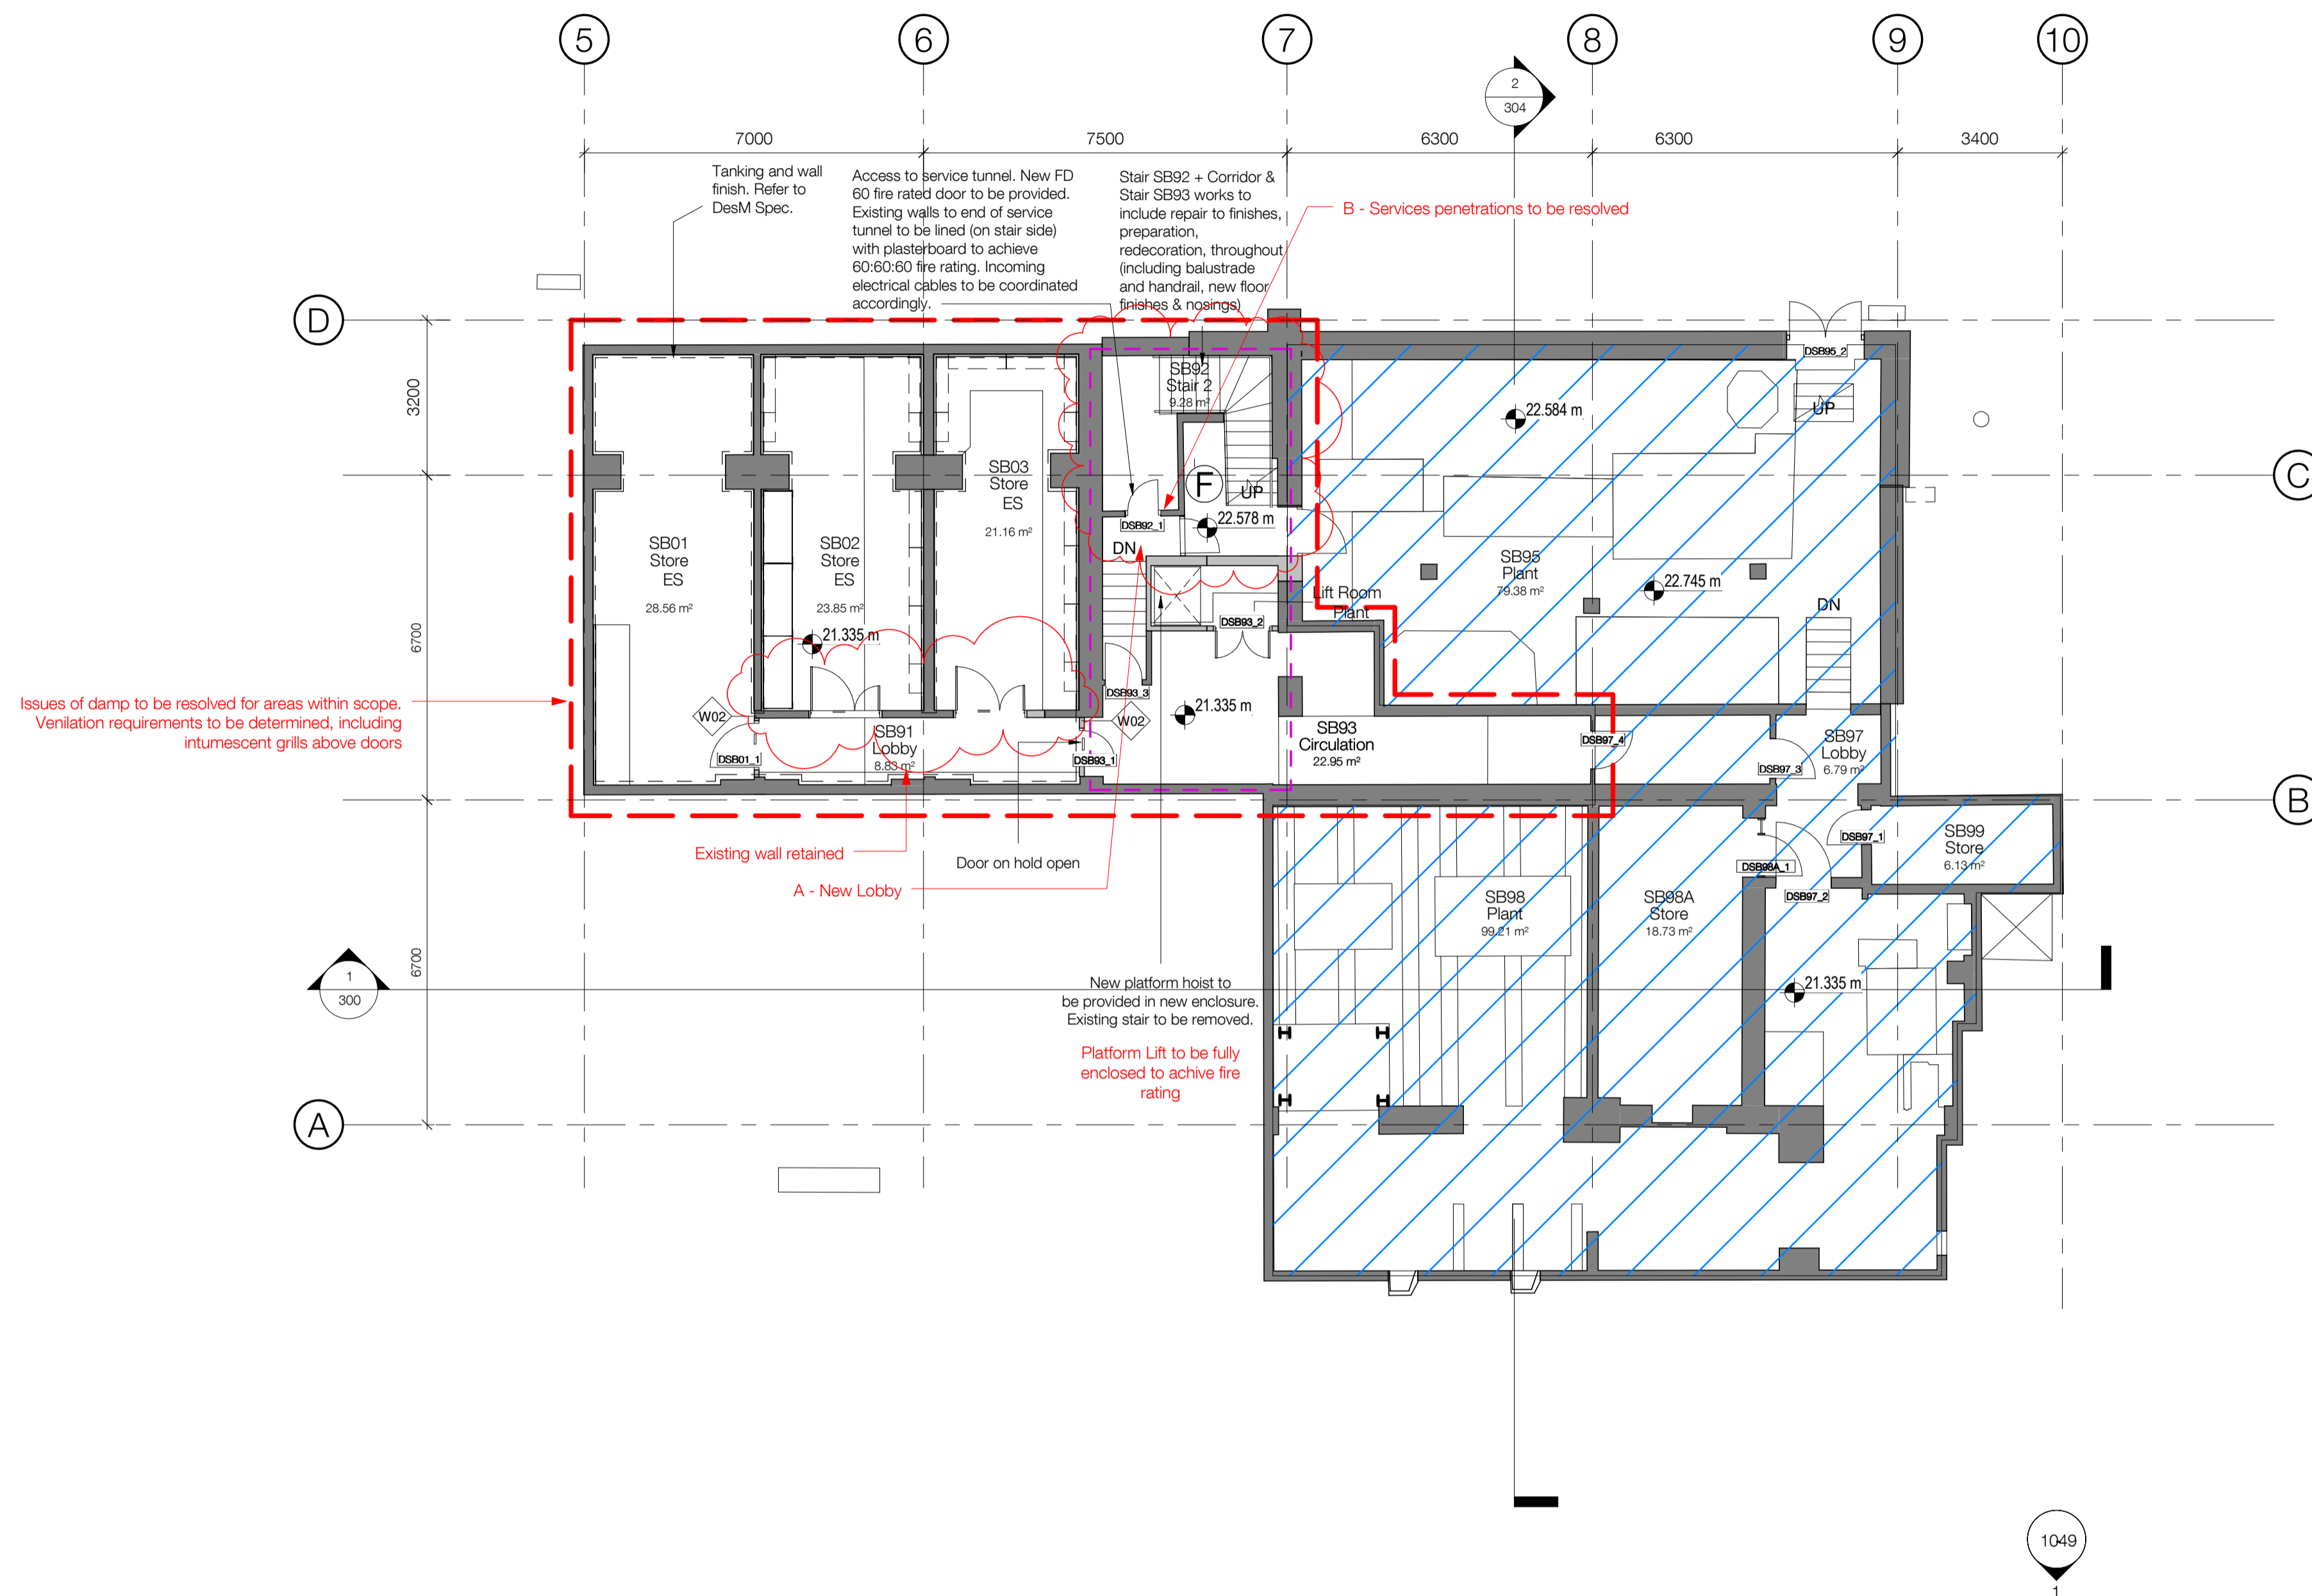 5
6
7
8
9
10
2
304
7000
7500
6300
6300
3400
Tanking and wall
finish. Refer to
DesM Spec.
Access to service tunnel. New FD
60 fire rated door to be provided.
Existing walls to end of service
tunnel to be lined (on stair side)
with plasterboard to achieve
60:60:60 fire rating. Incoming
electrical cables to be coordinated
accordingly.
Stair SB92 + Corridor &
Stair SB93 works to
include repair to finishes,
preparation,
redecoration, throughout
(including balustrade
and handrail, new floor
finishes & nosings)
B - Services penetrations to be resolved
D
3200
C
6700
B
6700
A
SB92
Stair 2
9.28 m²
DSB95_2
UP
22.584 m
SB03
Store
ES
21.16 m²
F
UP
22.578 m
DSB92_1
DN
SB01
Store
ES
28.56 m²
SB02
Store
ES
23.85 m²
21.335 m
SB95
Plant
79.38 m²
22.745 m
DN
Lift Room
Plant
DSB93_2
DSB93_3
Issues of damp to be resolved for areas within scope.
Venilation requirements to be determined, including
intumescent grills above doors
W02
W02
21.335 m
SB91
Lobby
8.83 m²
DSB01_1
DSB93_1
SB93
Circulation
22.95 m²
DSB97_4
SB97
Lobby
6.79 m²
DSB97_3
Existing wall retained
Door on hold open
A - New Lobby
DSB97_1
SB99
Store
6.13 m²
DSB98A_1
DSB97_2
SB98
Plant
99.21 m²
SB98A
Store
18.73 m²
1
300
21.335 m
New platform hoist to
be provided in new enclosure.
Existing stair to be removed.
Platform Lift to be fully
enclosed to achive fire
rating
1049
1